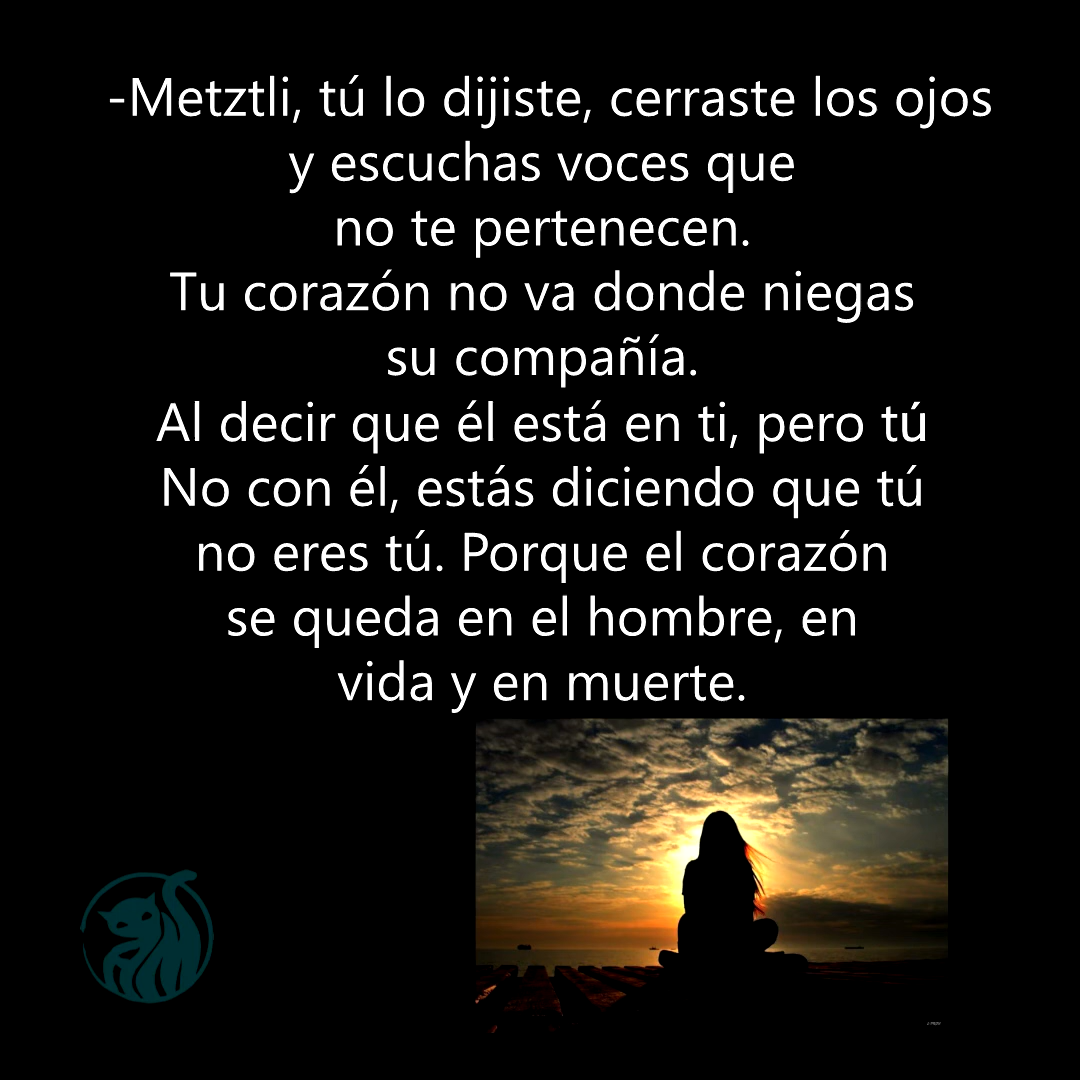 -Metztli, tú lo dijiste, cerraste los ojos
y escuchas voces que
no te pertenecen.
Tu corazón no va donde niegas
su compañía.
Al decir que él está en ti, pero tú
No con él, estás diciendo que tú
no eres tú. Porque el corazón
se queda en el hombre, en
vida y en muerte.